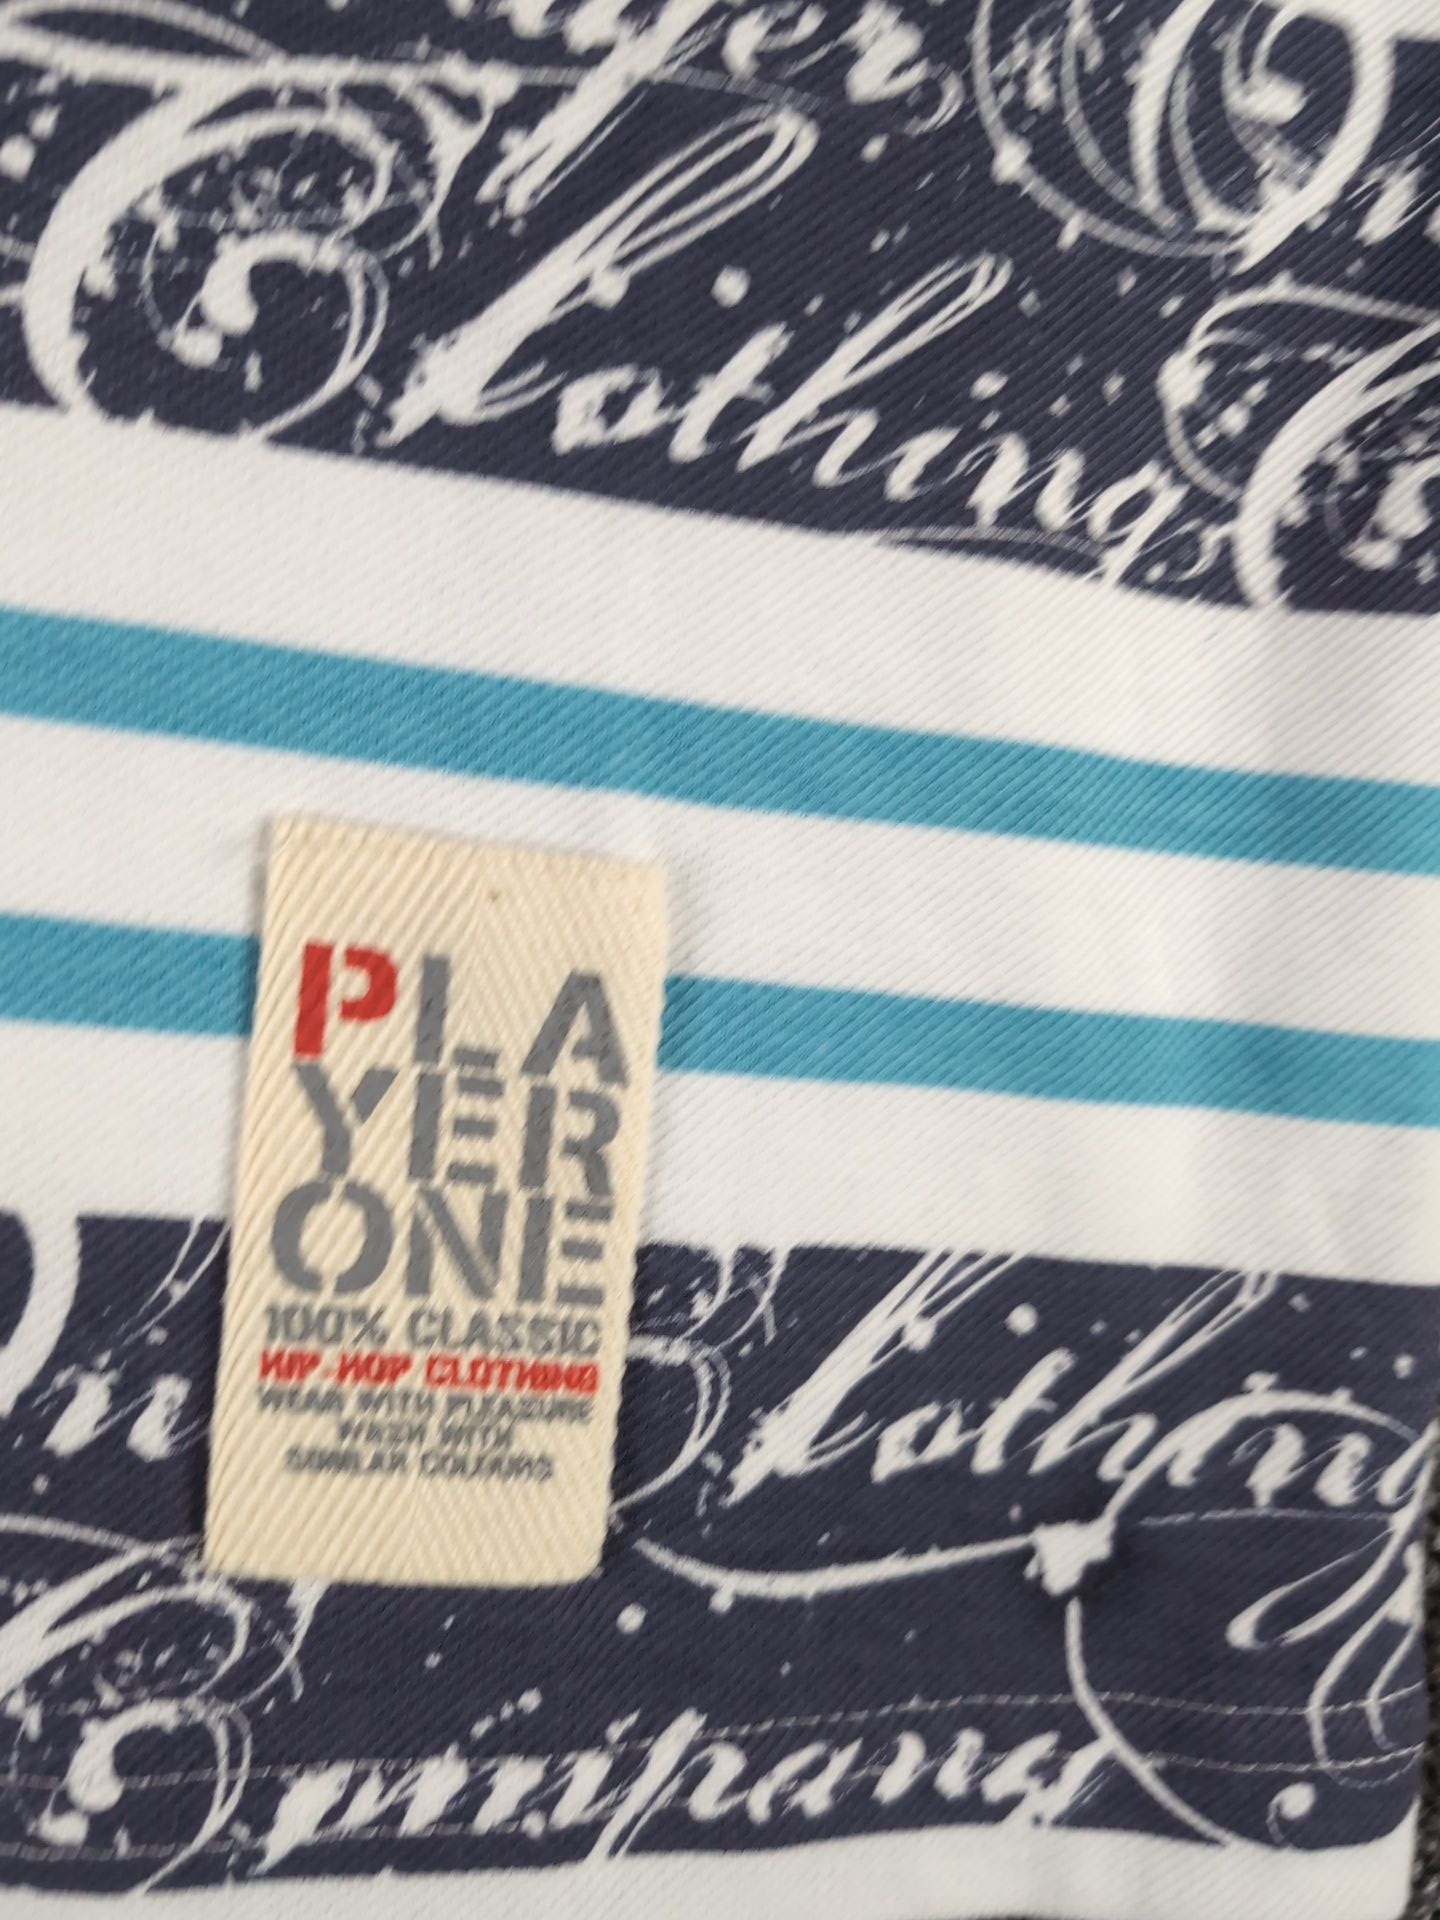 Clothing
PLA
YER
ONE
100% CLASSIC
HIP-HOP CLOTHING
WEAR WITH PLEASURE
WASH WITH
SIMILAR COLOURS
Clothing
Company